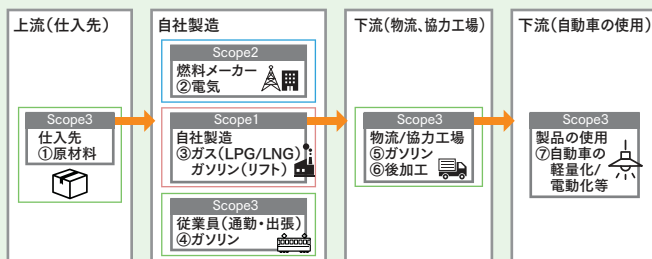 上流(仕入先)
Scope3
仕入先
①原材料
自社製造
Scope2
燃料メーカー
②電気
Scope1
自社製造
③ガス(LPG/LNG)
ガソリン(リフト)
Scope3
従業員(通勤・出張)
④ガソリン
下流(物流、協力工場)
Scope3
物流/協力工場
⑤ガソリン
⑥後加工
下流(自動車の使用)
Scope3
製品の使用
⑦自動車の
軽量化/
電動化等